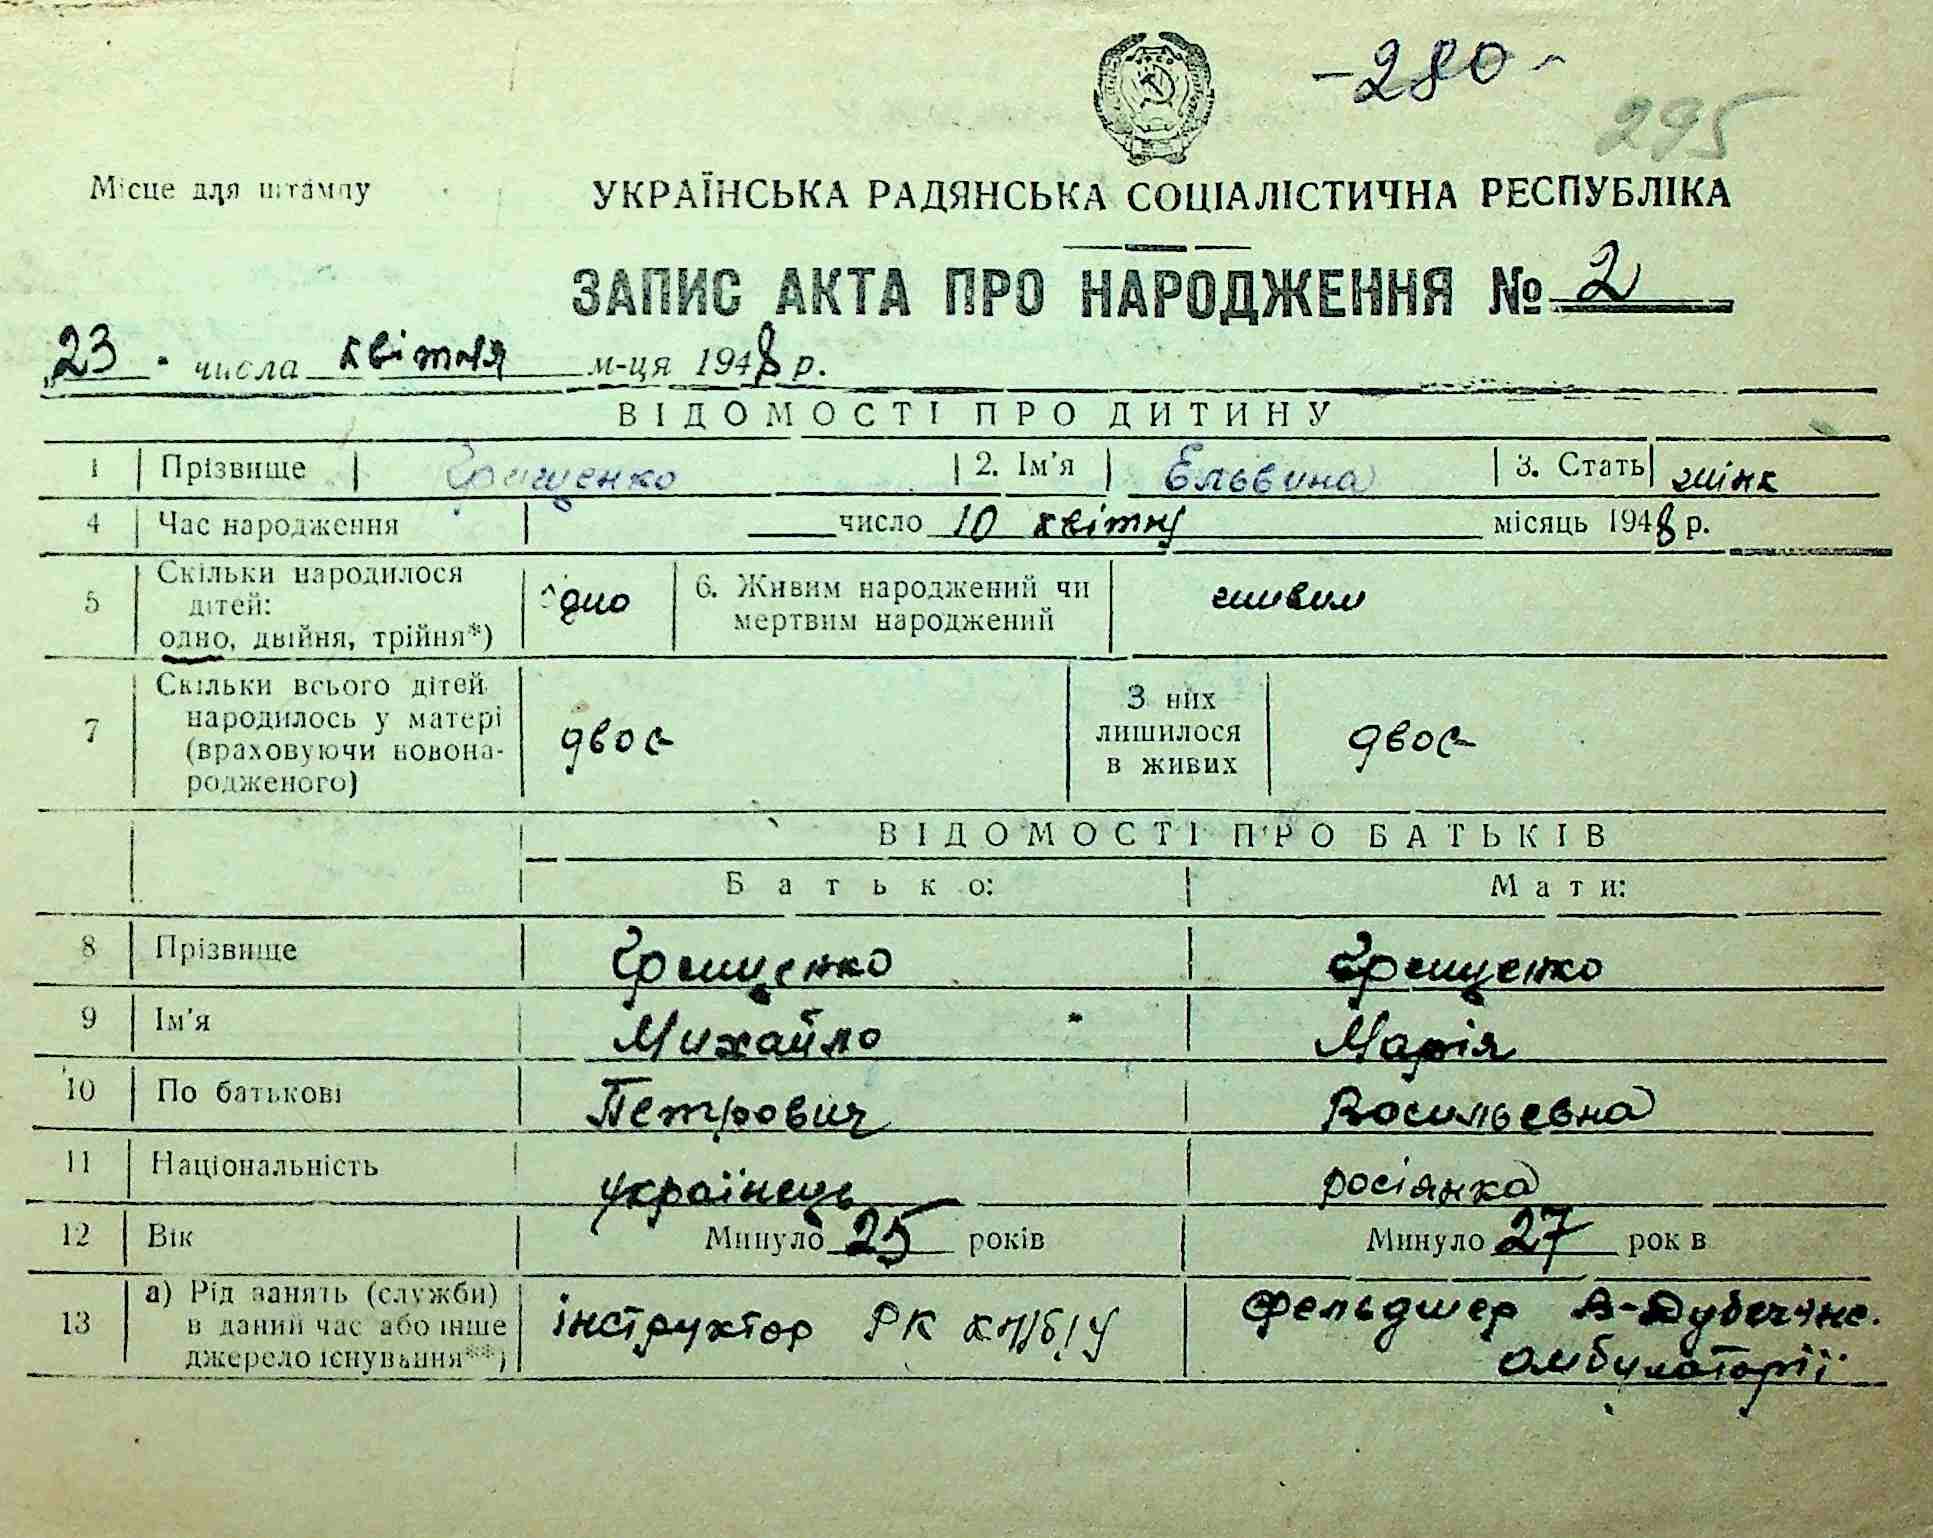 -280-
295
Місце для штампу
УКРАЇНСЬКА РАДЯНСЬКА СОЦІАЛІСТИЧНА РЕСПУБЛІКА
ЗАПИС АКТА ПРО НАРОДЖЕННЯ № 2
23 числа квітня м-ця 1948 р.
ВІДОМОСТІ ПРО ДИТИНУ
1 Прізвище Грищенко 2. Ім'я Ельвина 3. Стать жінк
4 Час народження число 10 квітня місяць 1948 р.
5 Скільки народилося дітей: одно, двійня, трійня*) одно 6. Живим народжений чи мертвим народжений живим
7 Скільки всього дітей народилось у матері (враховуючи новонародженого) двоє З них лишилося в живих двоє
ВІДОМОСТІ ПРО БАТЬКІВ
Батько: Мати:
8 Прізвище Грищенко Грищенко
9 Ім'я Михайло Марія
10 По батькові Петрович Васильевна
11 Національність українець росіянка
12 Вік Минуло 25 років Минуло 27 рок в
13 а) Рід занять (служби) в даний час або інше джерело існування**) інструктор РК КП/б/У фельдшер В-Дубечанс. амбулаторії